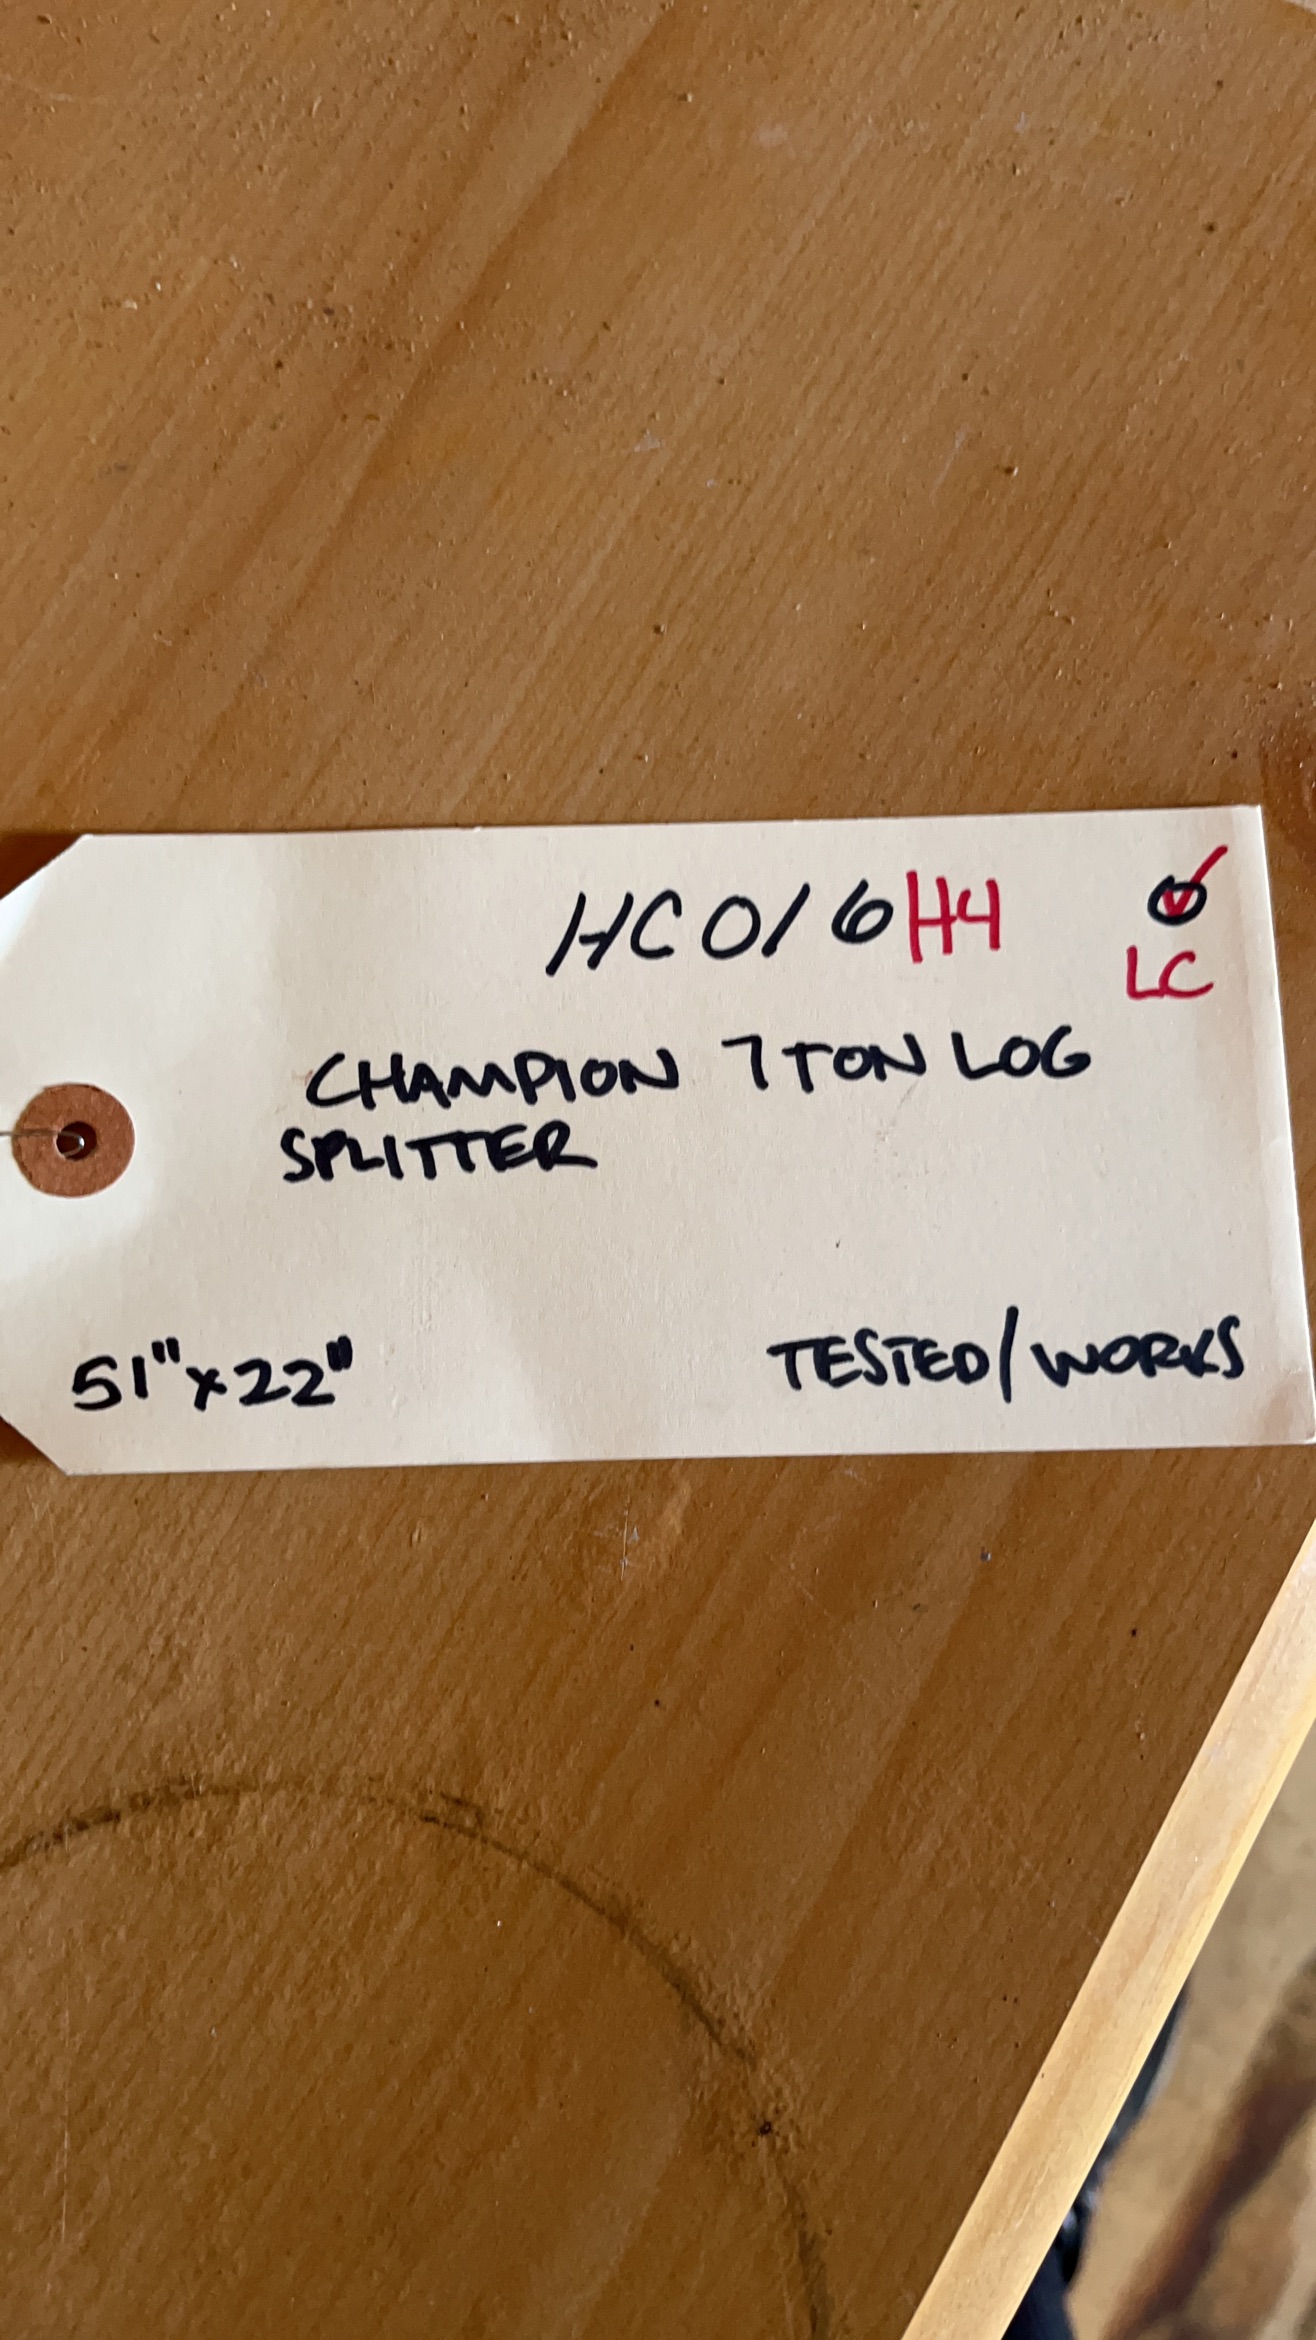 HC016H4
LC
CHAMPION 7 TON LOG
SPLITTER
51"x22"
TESTED/WORKS